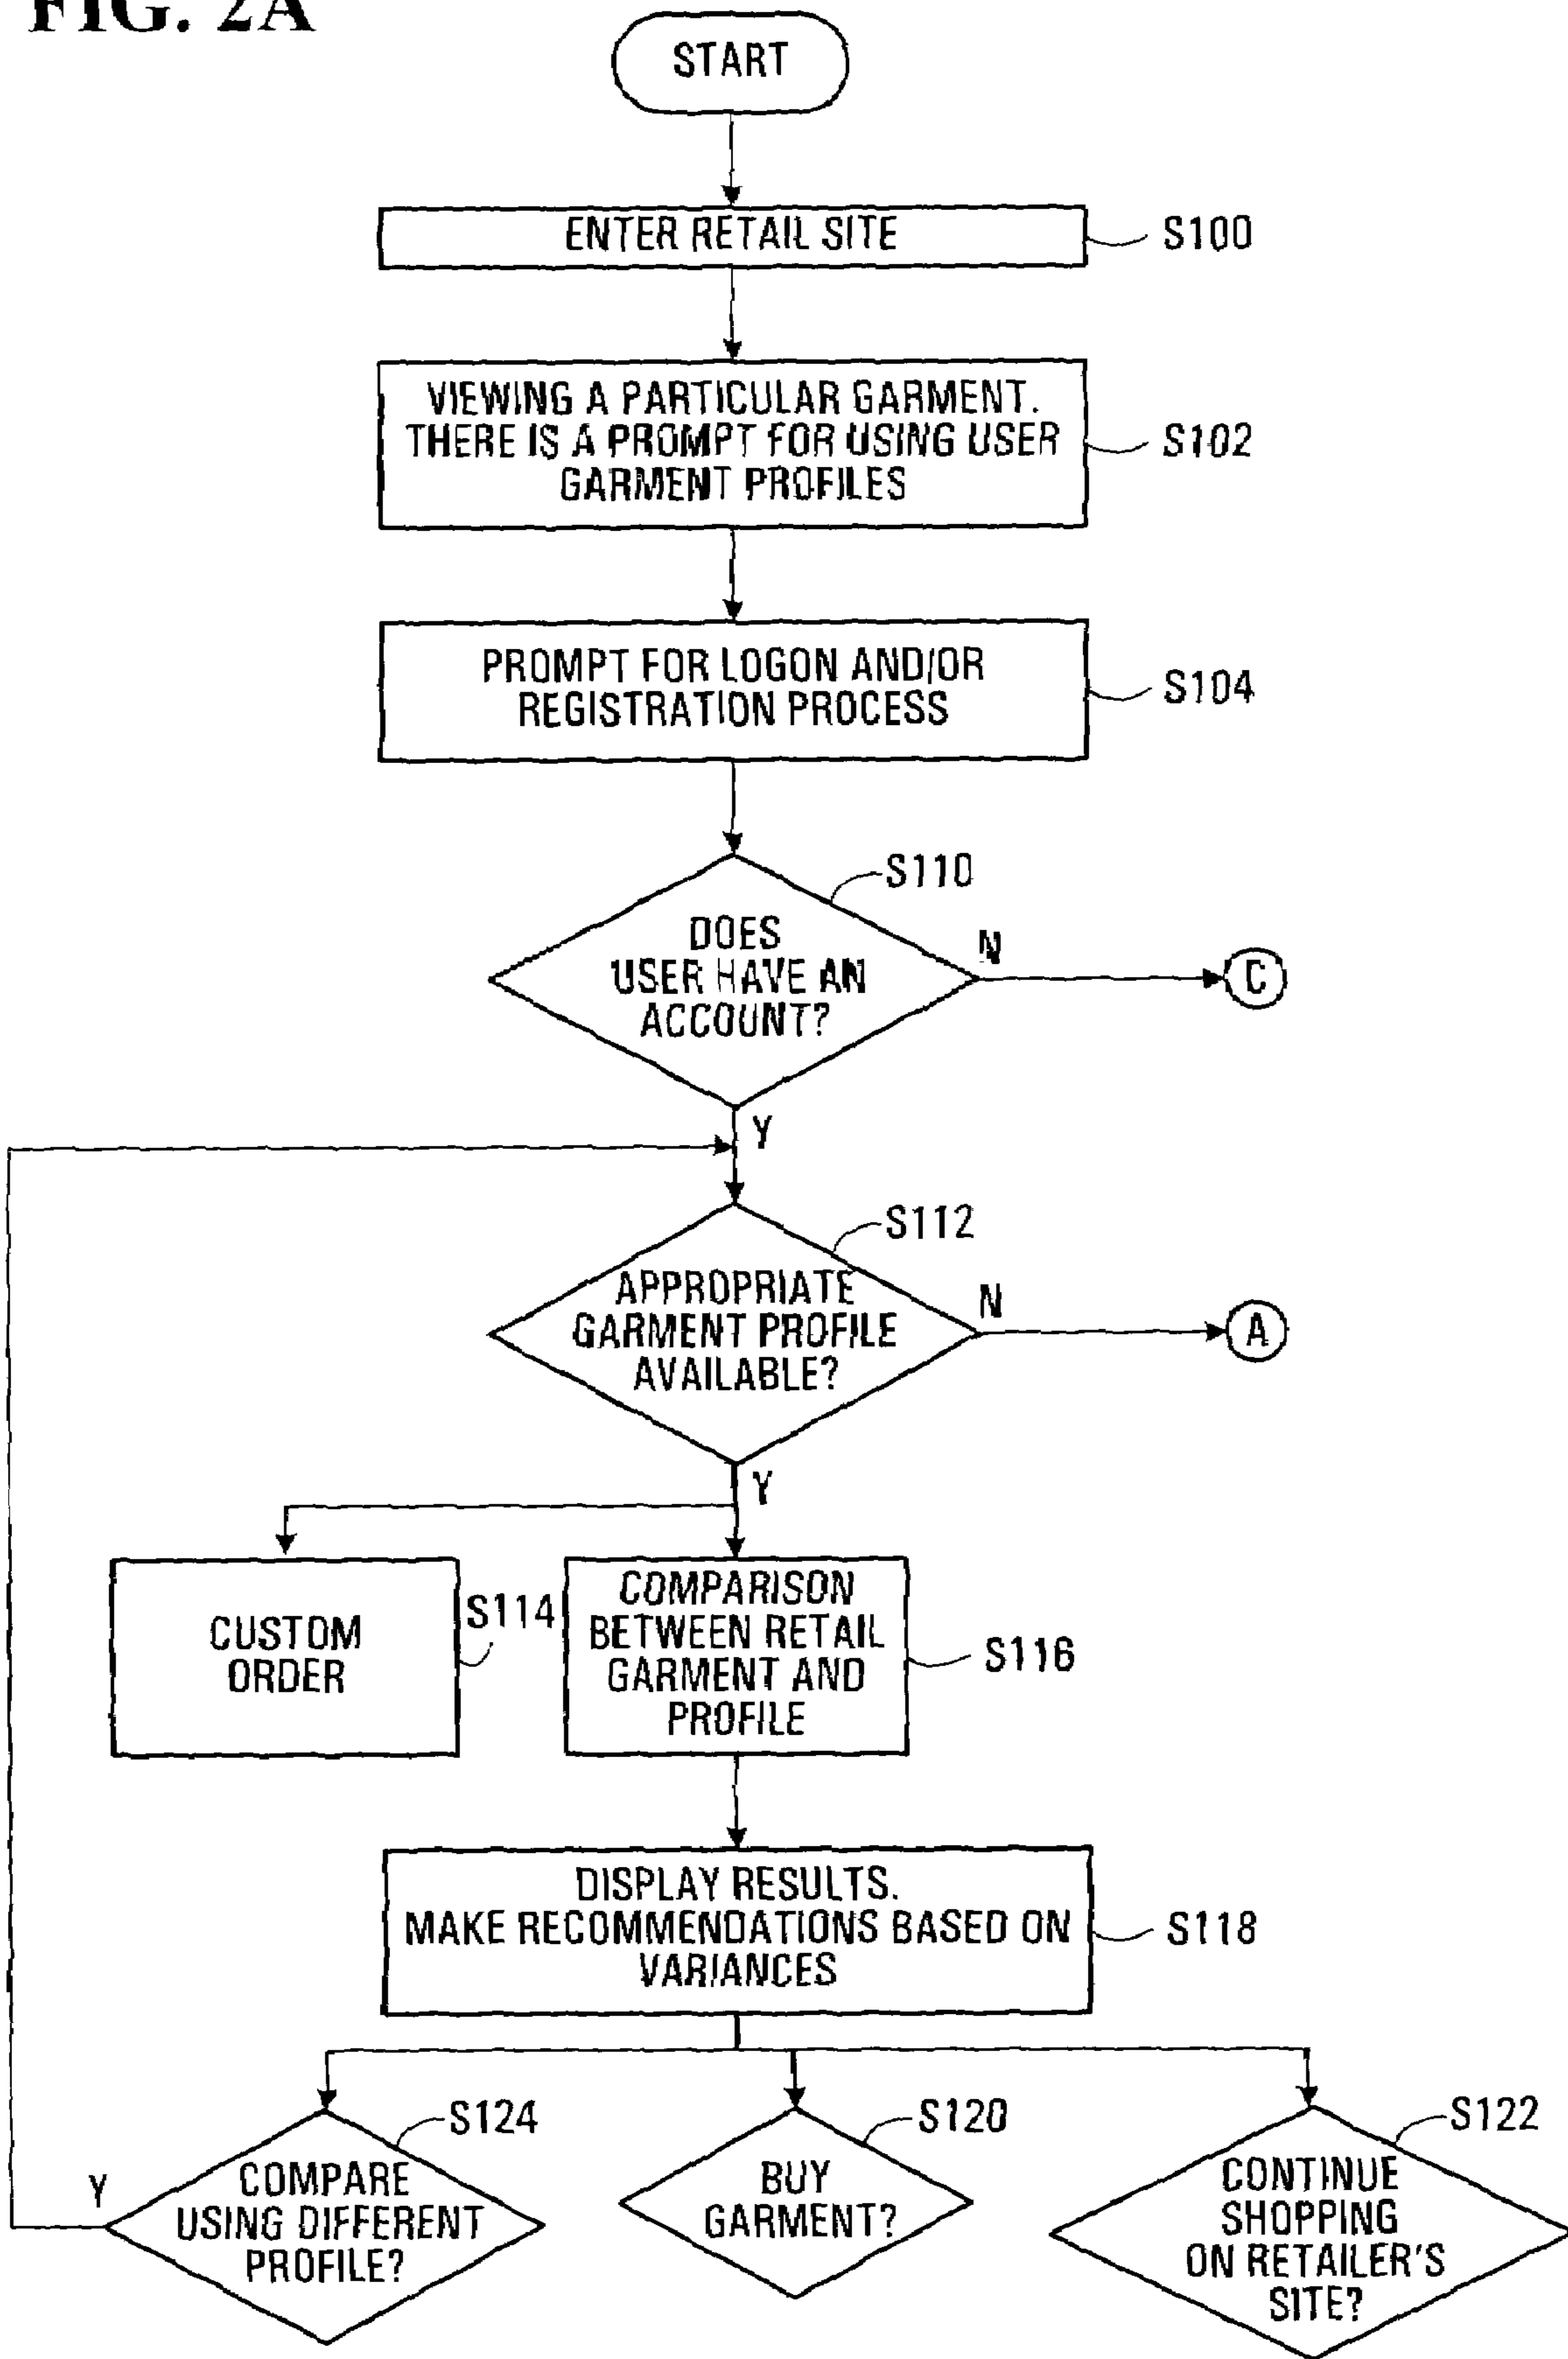 FIG. 2A
START
ENTER RETAIL SITE
S100
VIEWING A PARTICULAR GARMENT.
THERE IS A PROMPT FOR USING USER
GARMENT PROFILES
S102
PROMPT FOR LOGON AND/OR
REGISTRATION PROCESS
S104
S110
DOES
USER HAVE AN
ACCOUNT?
N
C
Y
S112
APPROPRIATE
GARMENT PROFILE
AVAILABLE?
N
A
Y
CUSTOM
ORDER
S114
COMPARISON
BETWEEN RETAIL
GARMENT AND
PROFILE
S116
DISPLAY RESULTS.
MAKE RECOMMENDATIONS BASED ON
VARIANCES
S118
S124
Y
COMPARE
USING DIFFERENT
PROFILE?
S120
BUY
GARMENT?
S122
CONTINUE
SHOPPING
ON RETAILER'S
SITE?